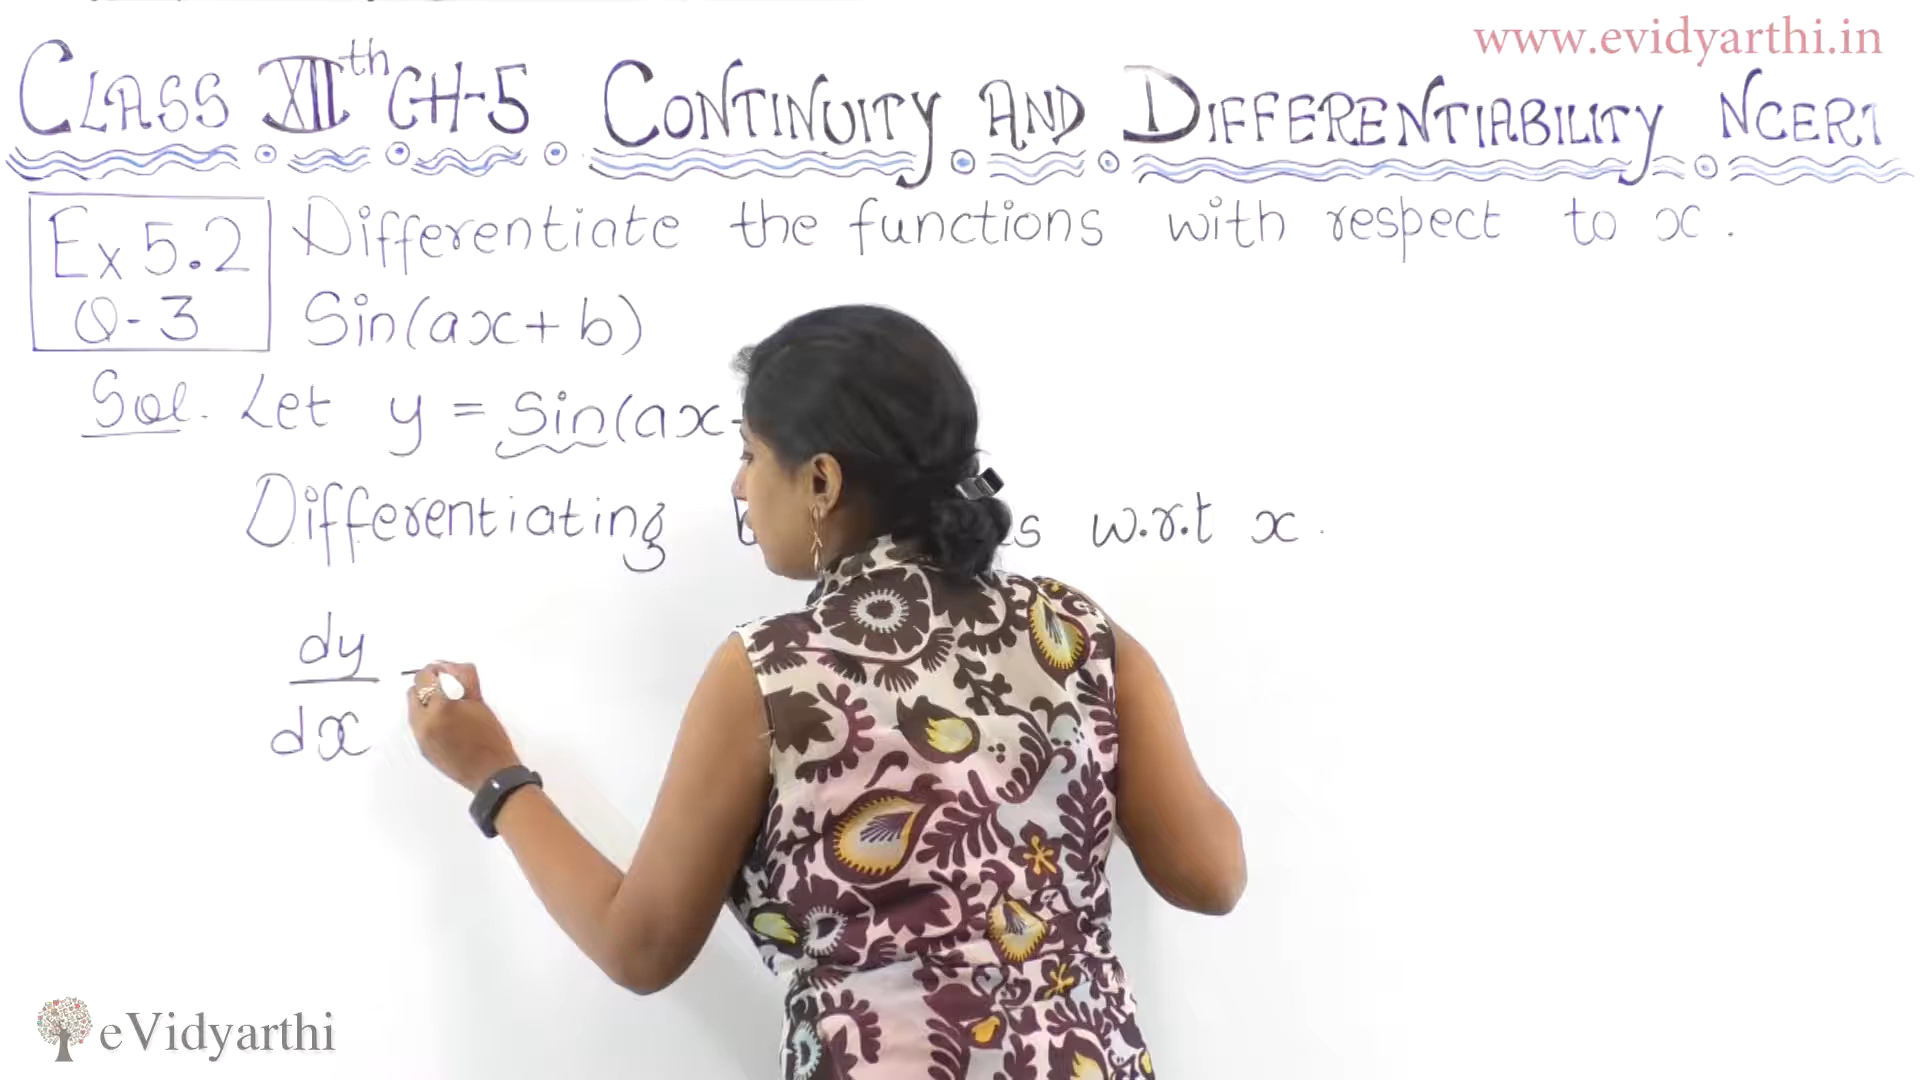 www.evidyarthi.in
CLASS XIIth CH-5 CONTINUITY AND DIFFERENTIABILITY NCERT
Ex 5.2 Differentiate the functions with respect to x.
Q-3 Sin(ax+b)
Sol. Let y = Sin(ax
Differentiating w.r.t x.
dy
dx
eVidyarthi